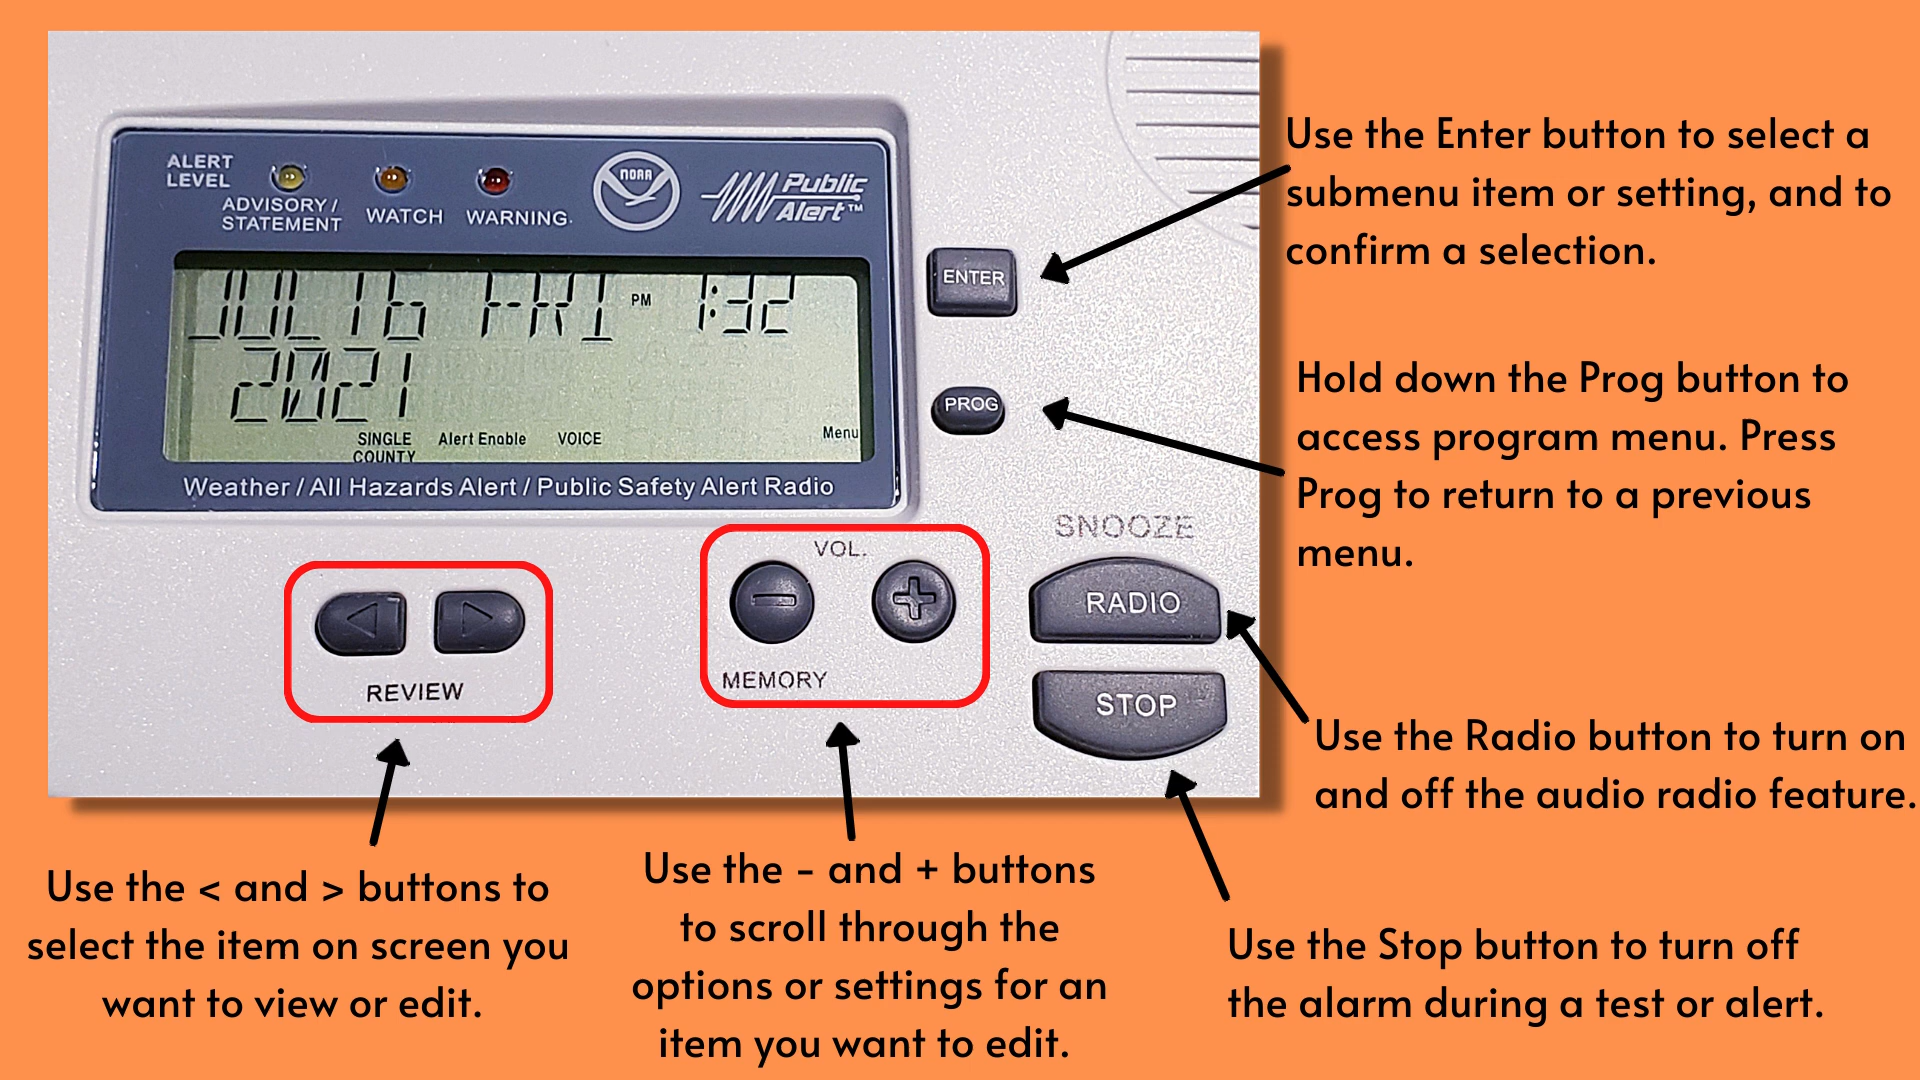 ALERT
LEVEL
ADVISORY /
STATEMENT
WATCH
WARNING
NOAA
Public
Alert™
JUL 16 FRI PM 1:32
2021
SINGLE
COUNTY
Alert Enable
VOICE
Menu
Weather / All Hazards Alert / Public Safety Alert Radio
ENTER
PROG
VOL.
MEMORY
REVIEW
SNOOZE
RADIO
STOP
Use the Enter button to select a
submenu item or setting, and to
confirm a selection.
Hold down the Prog button to
access program menu. Press
Prog to return to a previous
menu.
Use the Radio button to turn on
and off the audio radio feature.
Use the Stop button to turn off
the alarm during a test or alert.
Use the < and > buttons to
select the item on screen you
want to view or edit.
Use the - and + buttons
to scroll through the
options or settings for an
item you want to edit.